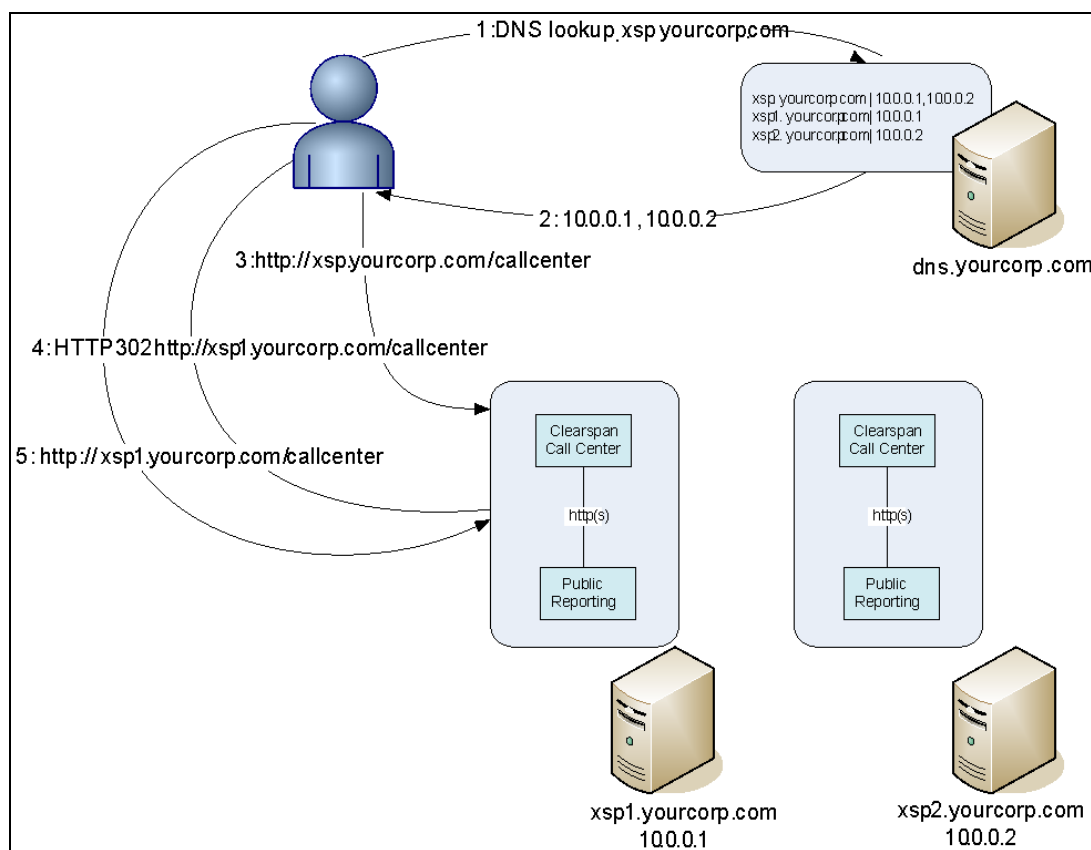 1:DNS lookup xsp.yourcorp.com
xsp.yourcorp.com | 10.0.0.1,10.0.0.2
xsp1.yourcorp.com| 10.0.0.1
xsp2.yourcorp.com| 10.0.0.2
2: 10.0.0.1, 10.0.0.2
dns.yourcorp.com
3:http://xsp.yourcorp.com/callcenter
4:HTTP302 http://xsp1.yourcorp.com/callcenter
5:http://xsp1.yourcorp.com/callcenter
Clearspan
Call Center
http(s)
Public
Reporting
Clearspan
Call Center
http(s)
Public
Reporting
xsp1.yourcorp.com
10.0.0.1
xsp2.yourcorp.com
10.0.0.2